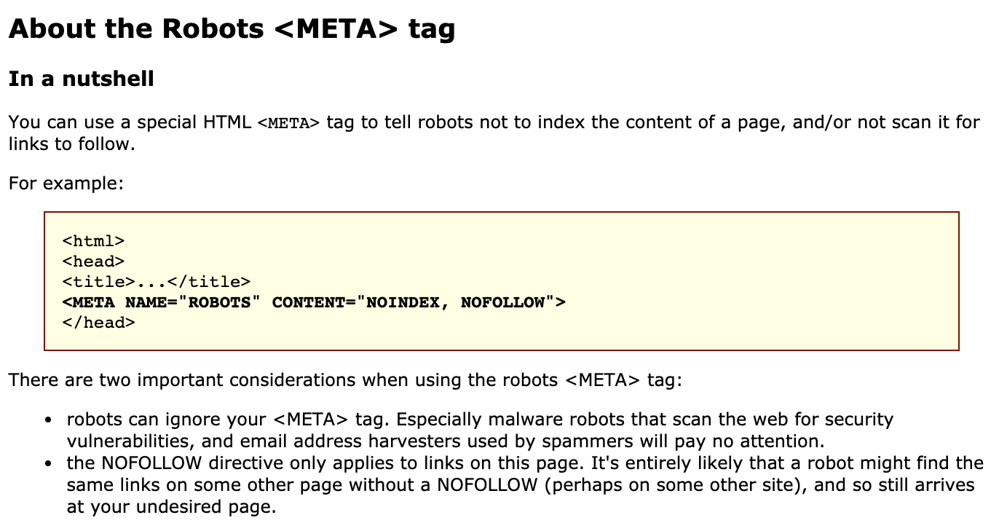 About the Robots <META> tag
In a nutshell
You can use a special HTML <META> tag to tell robots not to index the content of a page, and/or not scan it for
links to follow.
For example:
<html>
<head>
<title>...</title>
<META NAME="ROBOTS" CONTENT="NOINDEX, NOFOLLOW">
</head>
There are two important considerations when using the robots <META> tag:
• robots can ignore your <META> tag. Especially malware robots that scan the web for security
vulnerabilities, and email address harvesters used by spammers will pay no attention.
• the NOFOLLOW directive only applies to links on this page. It's entirely likely that a robot might find the
same links on some other page without a NOFOLLOW (perhaps on some other site), and so still arrives
at your undesired page.